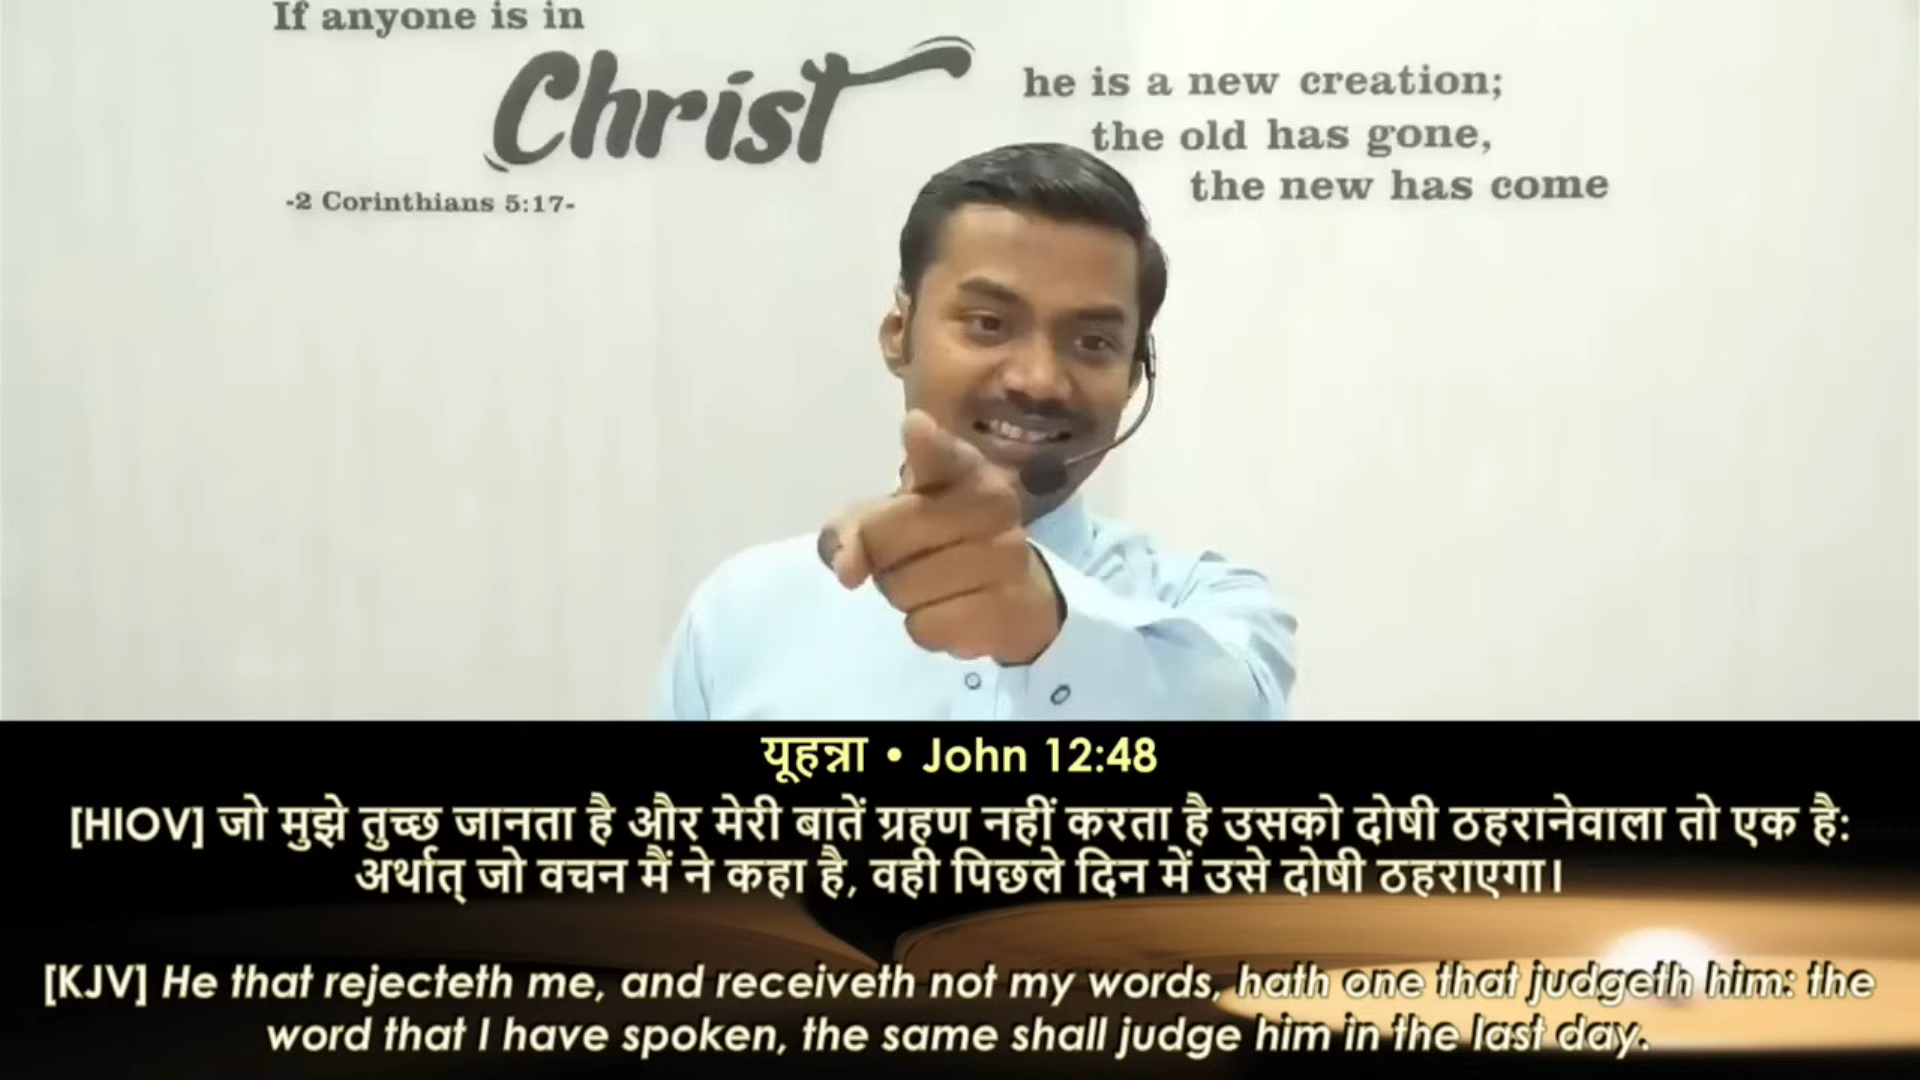 If anyone is in
Christ
he is a new creation;
the old has gone,
the new has come
-2 Corinthians 5:17-
यूहन्ना • John 12:48
[HIOV] जो मुझे तुच्छ जानता है और मेरी बातें ग्रहण नहीं करता है उसको दोषी ठहरानेवाला तो एक है:
अर्थात् जो वचन मैं ने कहा है, वही पिछले दिन में उसे दोषी ठहराएगा।
[KJV] He that rejecteth me, and receiveth not my words, hath one that judgeth him: the
word that I have spoken, the same shall judge him in the last day.